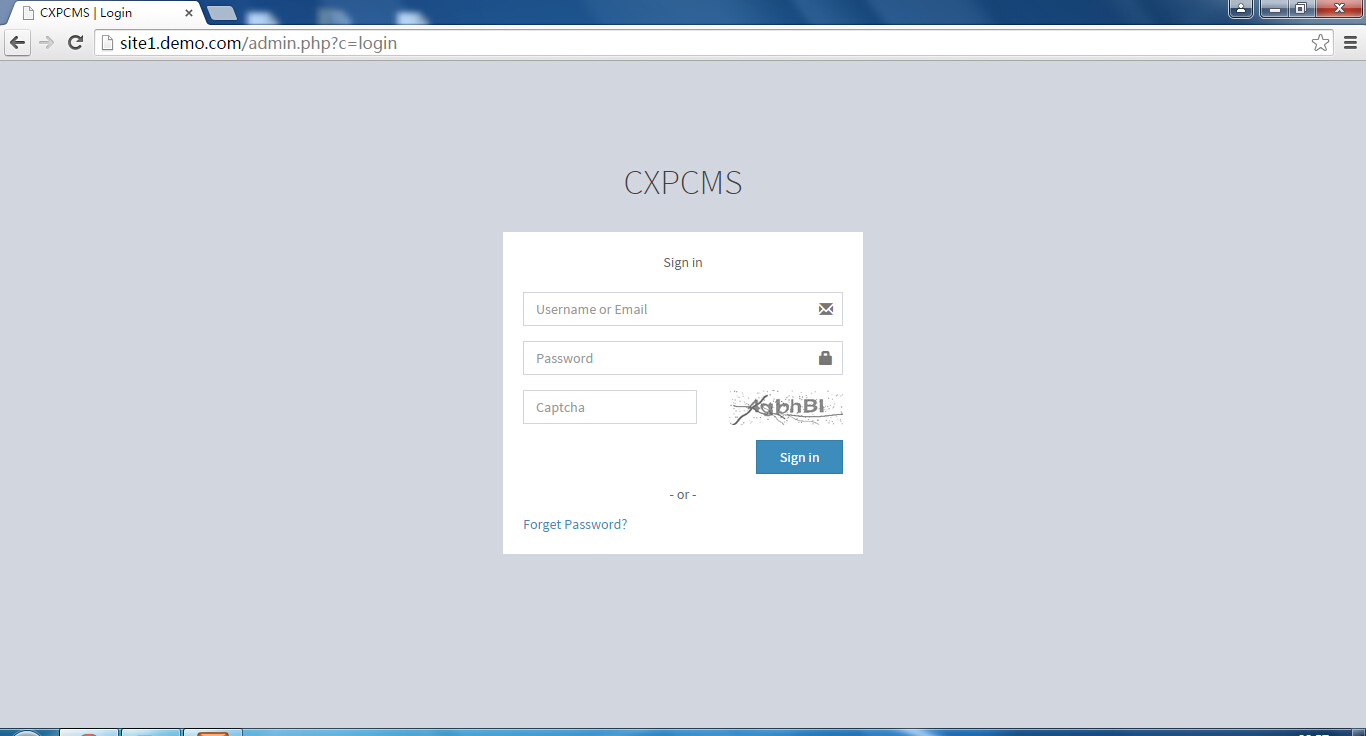 CXPCMS | Login
site1.demo.com/admin.php?c=login
CXPCMS
Sign in
Username or Email
Password
Captcha
Sign in
- or -
Forget Password?